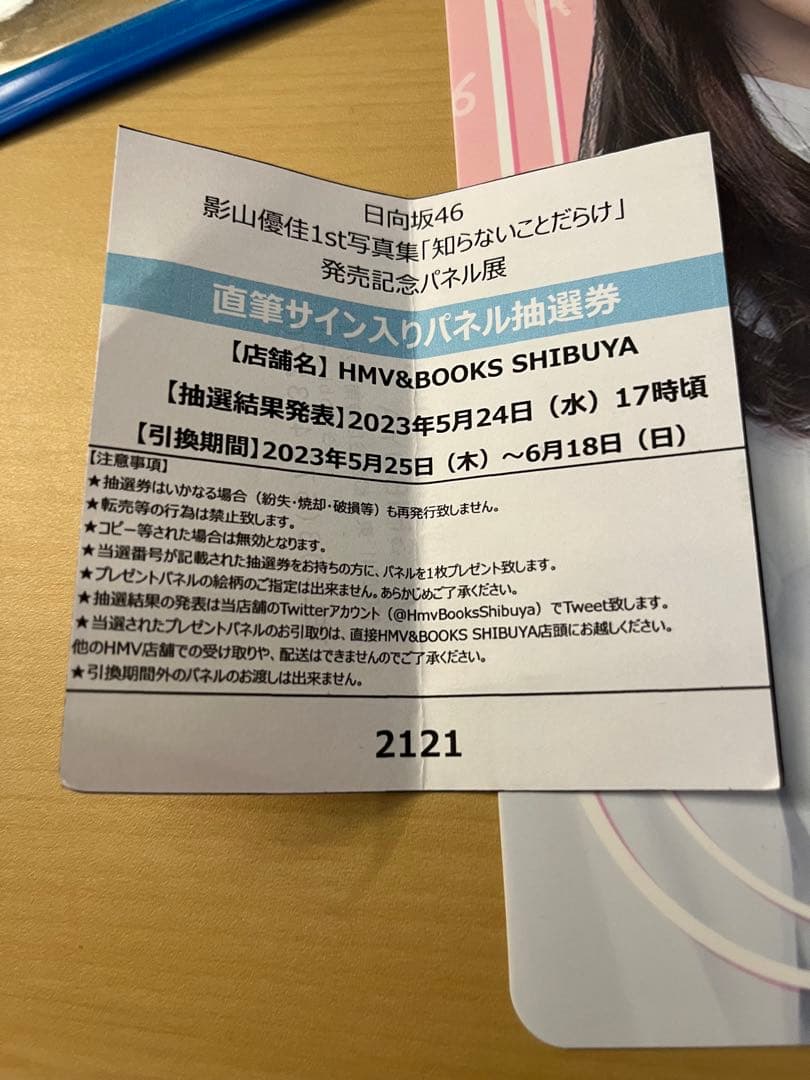 日向坂46
影山優佳1st写真集「知らないことだらけ」
発売記念パネル展
直筆サイン入りパネル抽選券
【店舗名】HMV&BOOKS SHIBUYA
【抽選結果発表】2023年5月24日（水）17時頃
【引換期間】2023年5月25日（木）～6月18日（日）
【注意事項】
★抽選券はいかなる場合（紛失・焼却・破損等）も再発行致しません。
★転売等の行為は禁止致します。
★コピー等された場合は無効となります。
★当選番号が記載された抽選券をお持ちの方に、パネルを1枚プレゼント致します。
★プレゼントパネルの絵柄のご指定は出来ません。あらかじめご了承ください。
★抽選結果の発表は当店舗のTwitterアカウント（@HmvBooksShibuya）でTweet致します。
★当選されたプレゼントパネルのお引取りは、直接HMV&BOOKS SHIBUYA店頭にお越しください。
他のHMV店舗での受け取りや、配送はできませんのでご了承ください。
★引換期間外のパネルのお渡しは出来ません。
2121
6